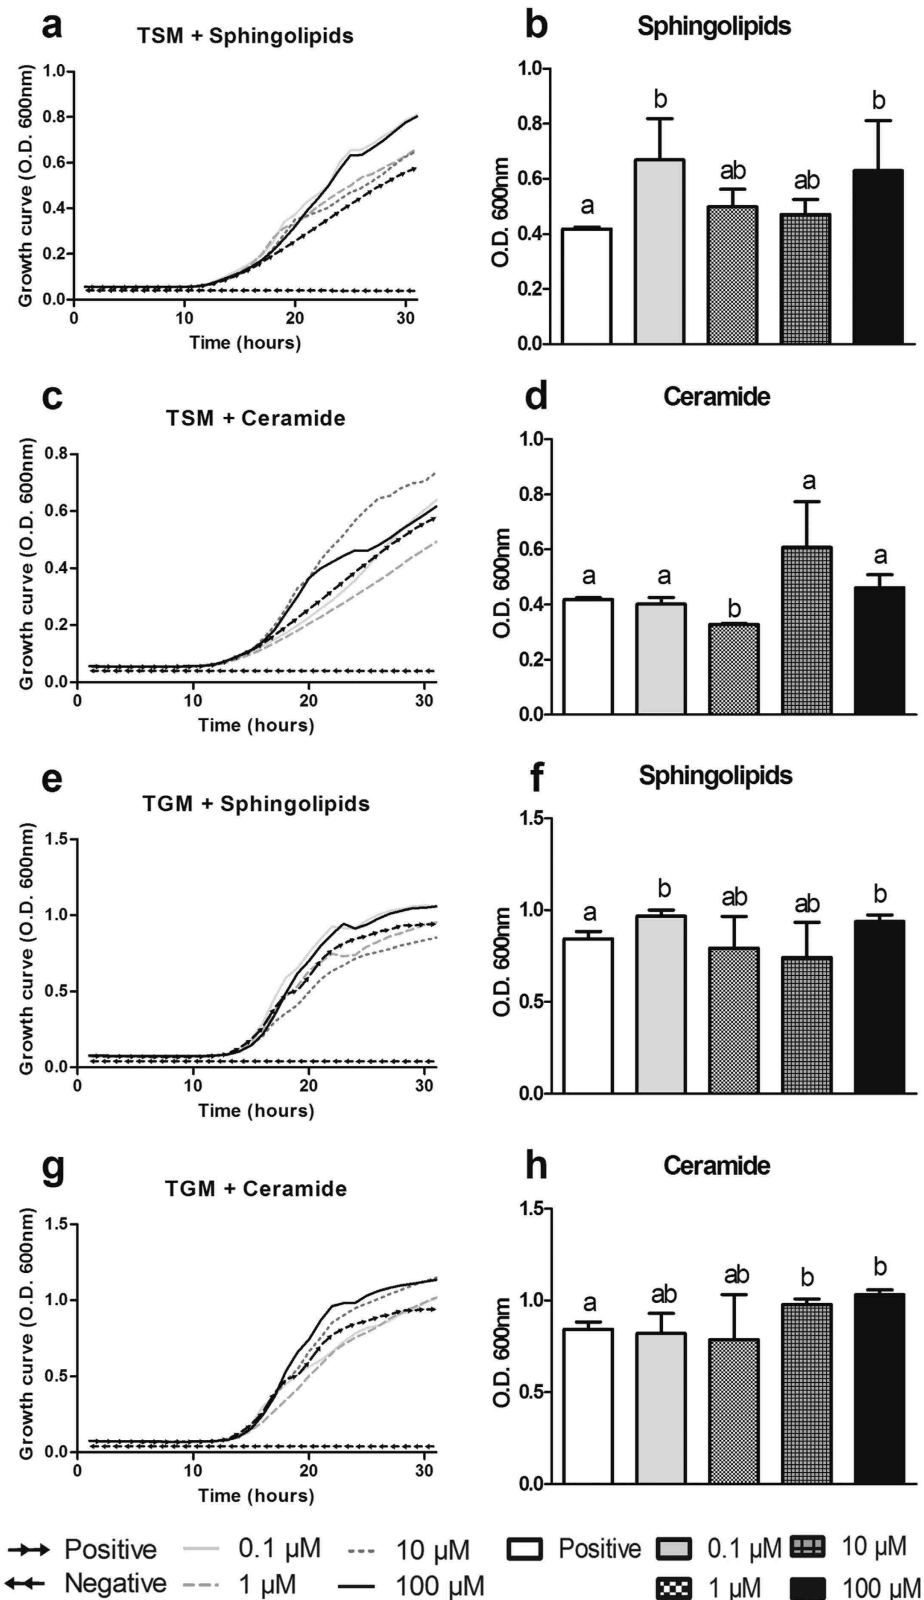 a
TSM + Sphingolipids
Growth curve (O.D. 600nm)
1.0
0.8
0.6
0.4
0.2
0.0
0 10 20 30
Time (hours)
b
Sphingolipids
O.D. 600nm
1.0
0.8
0.6
0.4
0.2
0.0
a b ab ab b
c
TSM + Ceramide
Growth curve (O.D. 600nm)
0.8
0.6
0.4
0.2
0.0
0 10 20 30
Time (hours)
d
Ceramide
O.D. 600nm
1.0
0.8
0.6
0.4
0.2
0.0
a a b a a
e
TGM + Sphingolipids
Growth curve (O.D. 600nm)
1.5
1.0
0.5
0.0
0 10 20 30
Time (hours)
f
Sphingolipids
O.D. 600nm
1.5
1.0
0.5
0.0
a b ab ab b
g
TGM + Ceramide
Growth curve (O.D. 600nm)
1.5
1.0
0.5
0.0
0 10 20 30
Time (hours)
h
Ceramide
O.D. 600nm
1.5
1.0
0.5
0.0
a ab ab b b
Positive 0.1 µM 10 µM
Negative 1 µM 100 µM
Positive 0.1 µM 10 µM
1 µM 100 µM